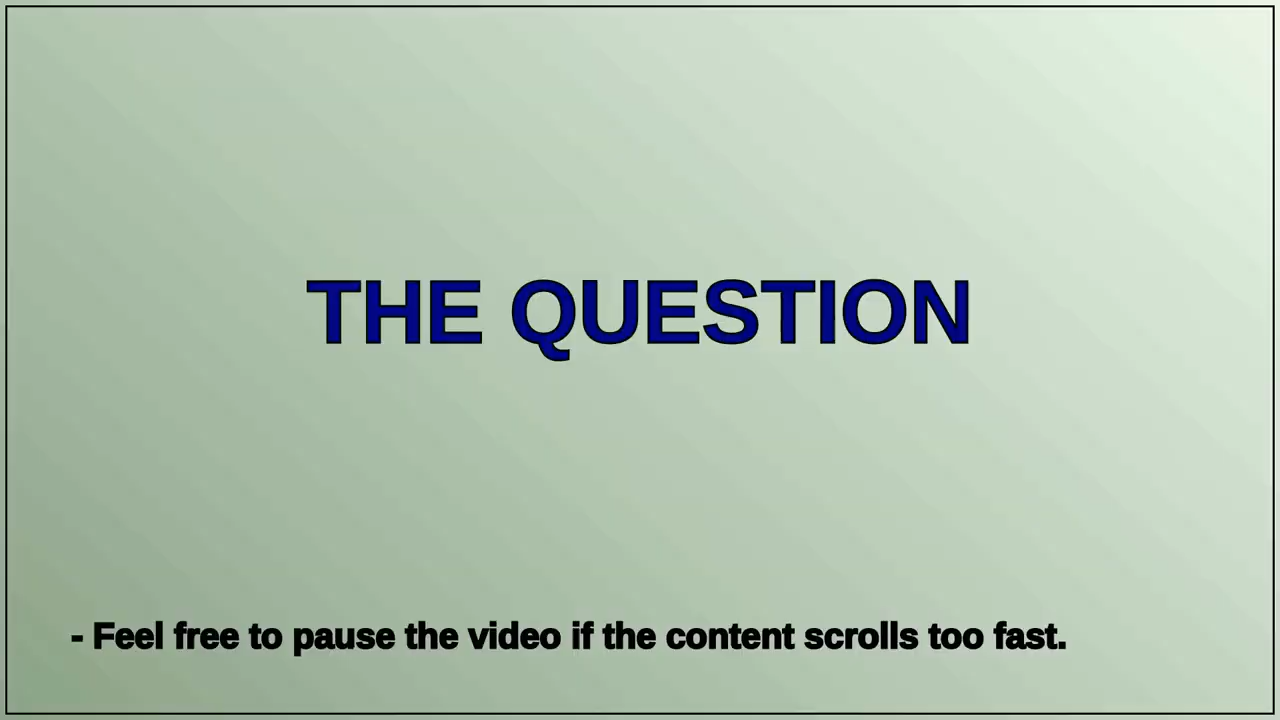 THE QUESTION
- Feel free to pause the video if the content scrolls too fast.